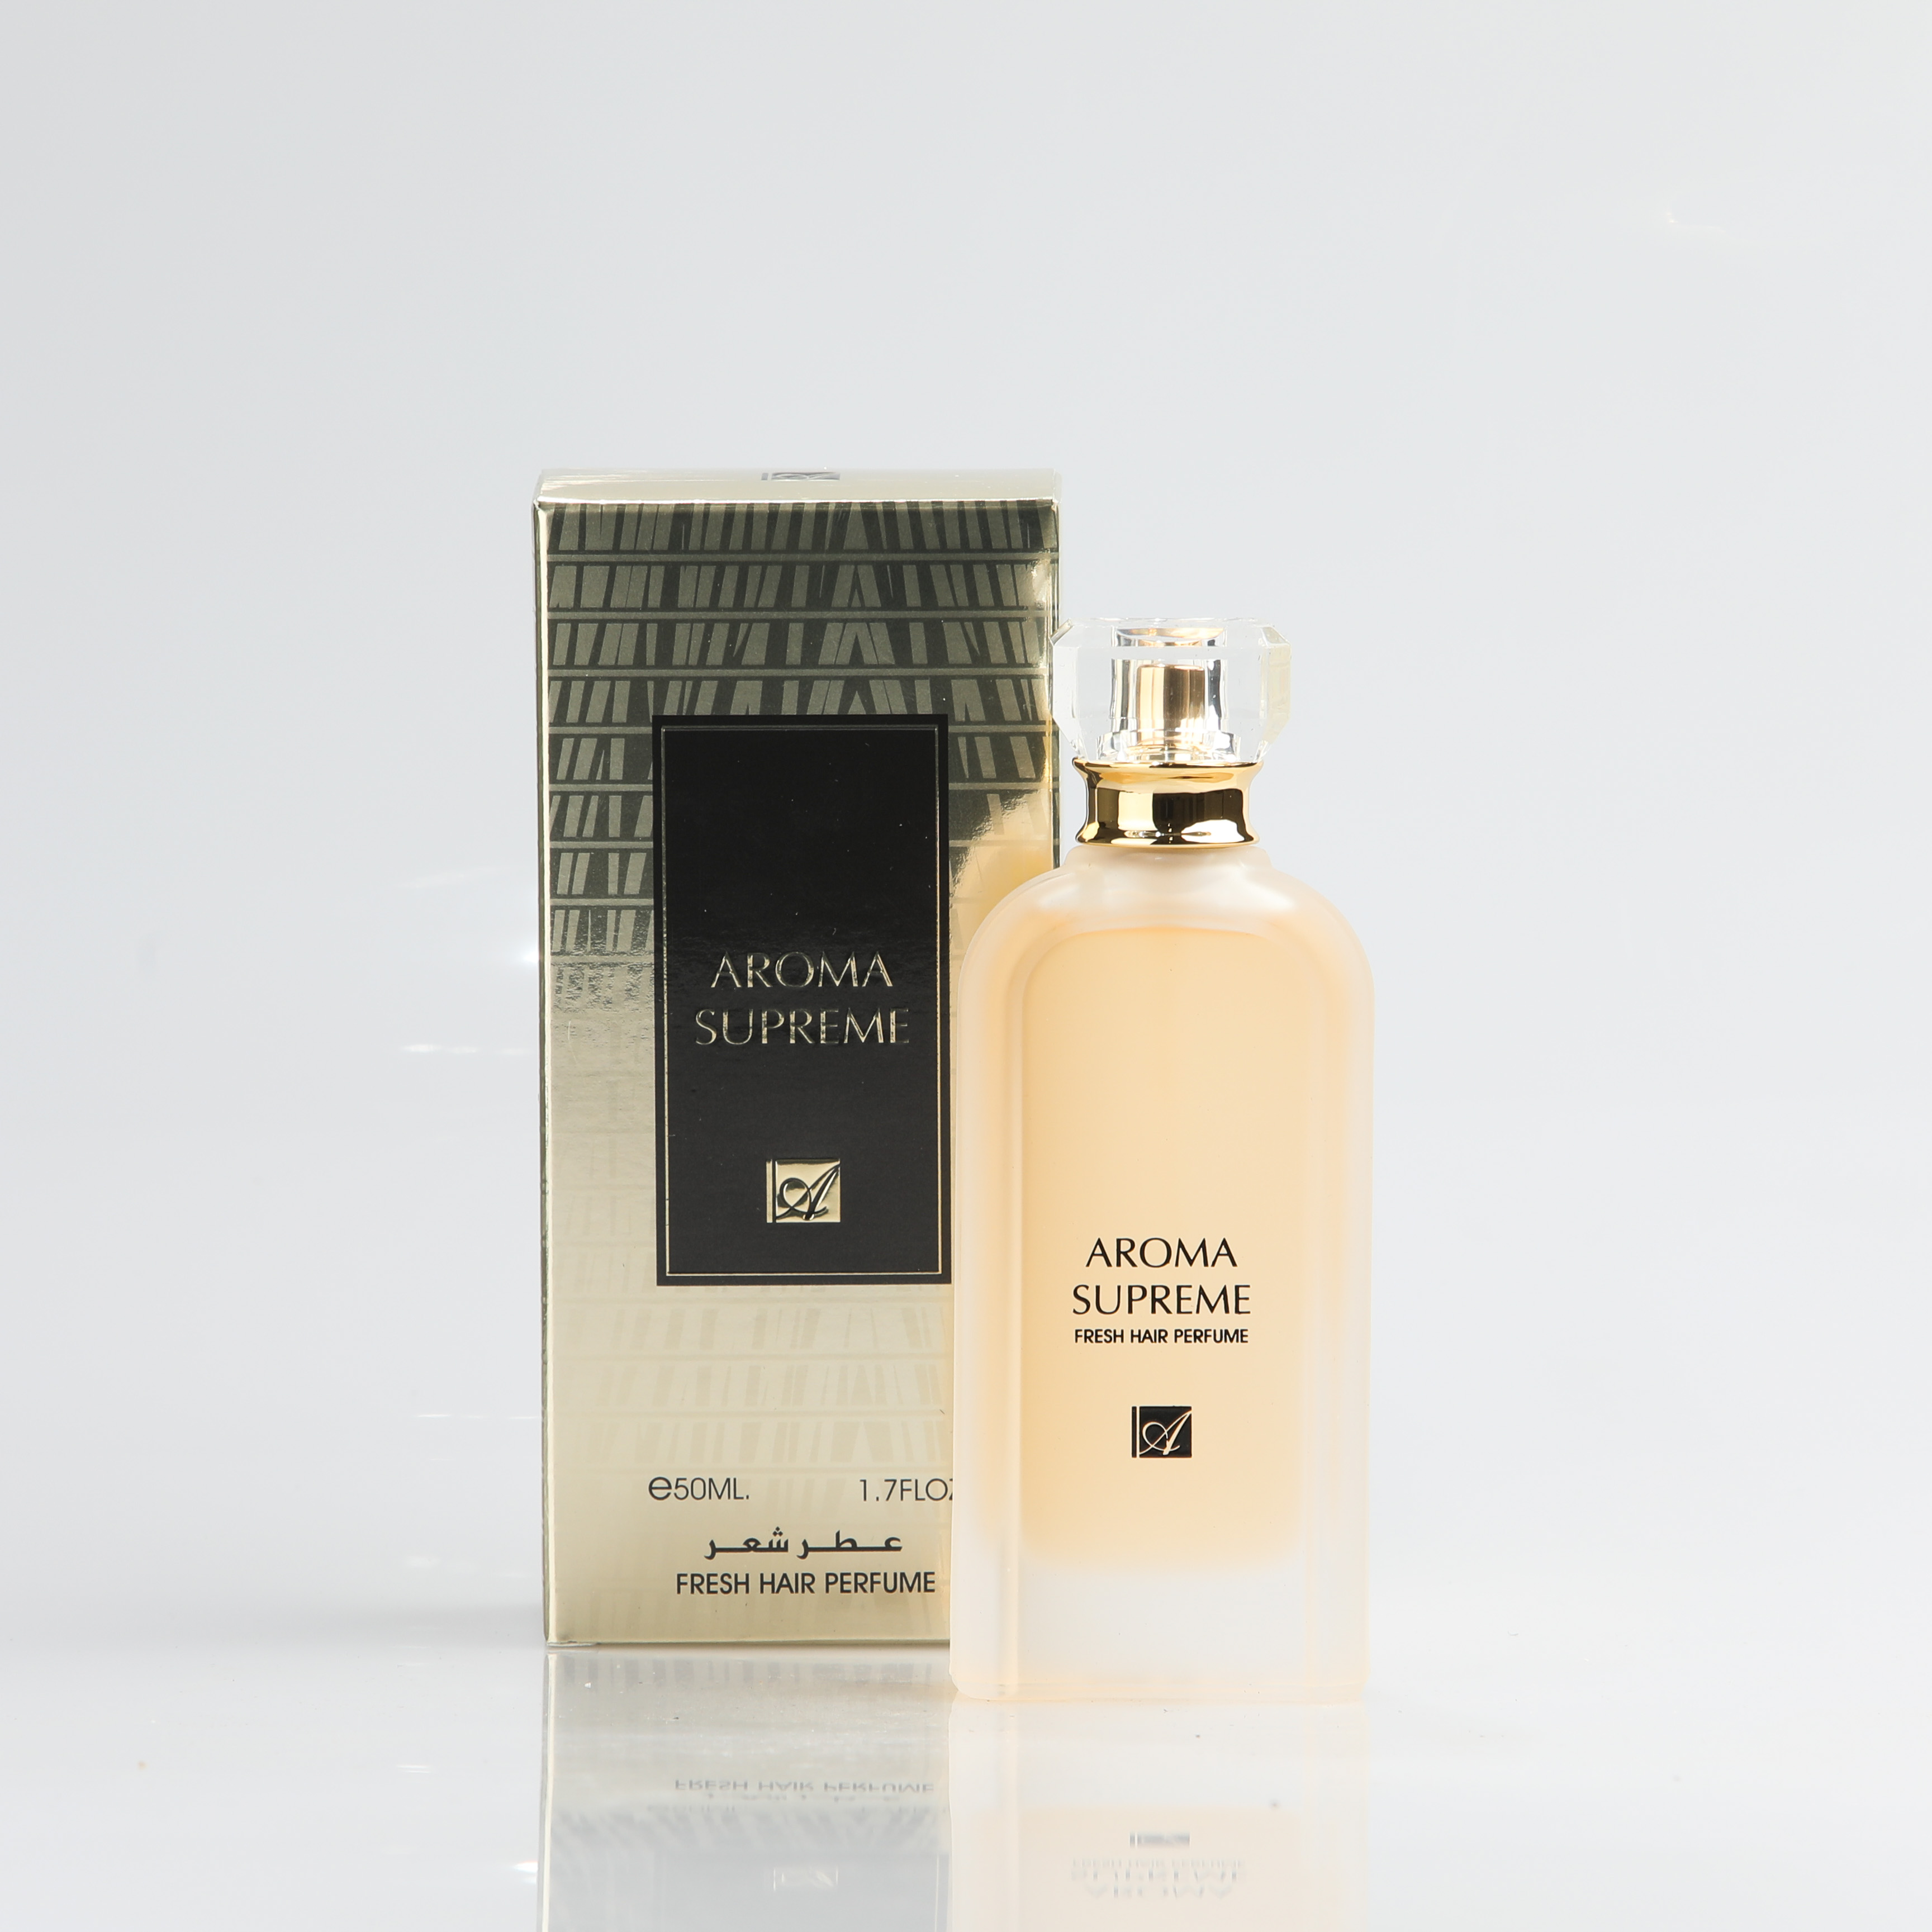 AROMA
SUPREME
A
e50ML. 1.7FLOZ
عطر شعر
FRESH HAIR PERFUME
AROMA
SUPREME
FRESH HAIR PERFUME
A